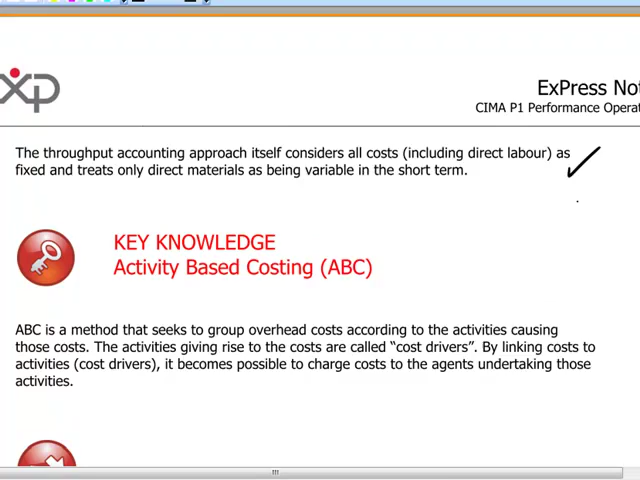 xp
ExPress Not
CIMA P1 Performance Operat
The throughput accounting approach itself considers all costs (including direct labour) as
fixed and treats only direct materials as being variable in the short term.
KEY KNOWLEDGE
Activity Based Costing (ABC)
ABC is a method that seeks to group overhead costs according to the activities causing
those costs. The activities giving rise to the costs are called “cost drivers”. By linking costs to
activities (cost drivers), it becomes possible to charge costs to the agents undertaking those
activities.